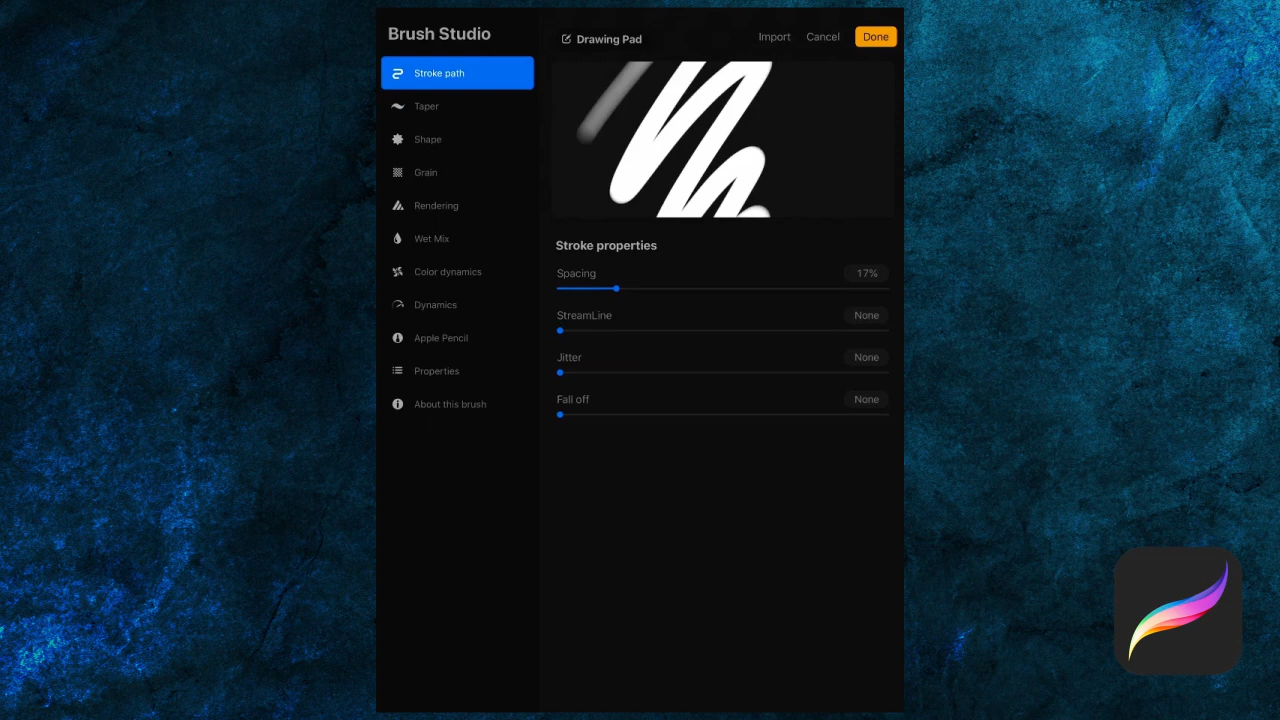 Brush Studio
Stroke path
Taper
Shape
Grain
Rendering
Wet Mix
Color dynamics
Dynamics
Apple Pencil
Properties
About this brush
Drawing Pad
Import
Cancel
Done
Stroke properties
Spacing 17%
StreamLine None
Jitter None
Fall off None